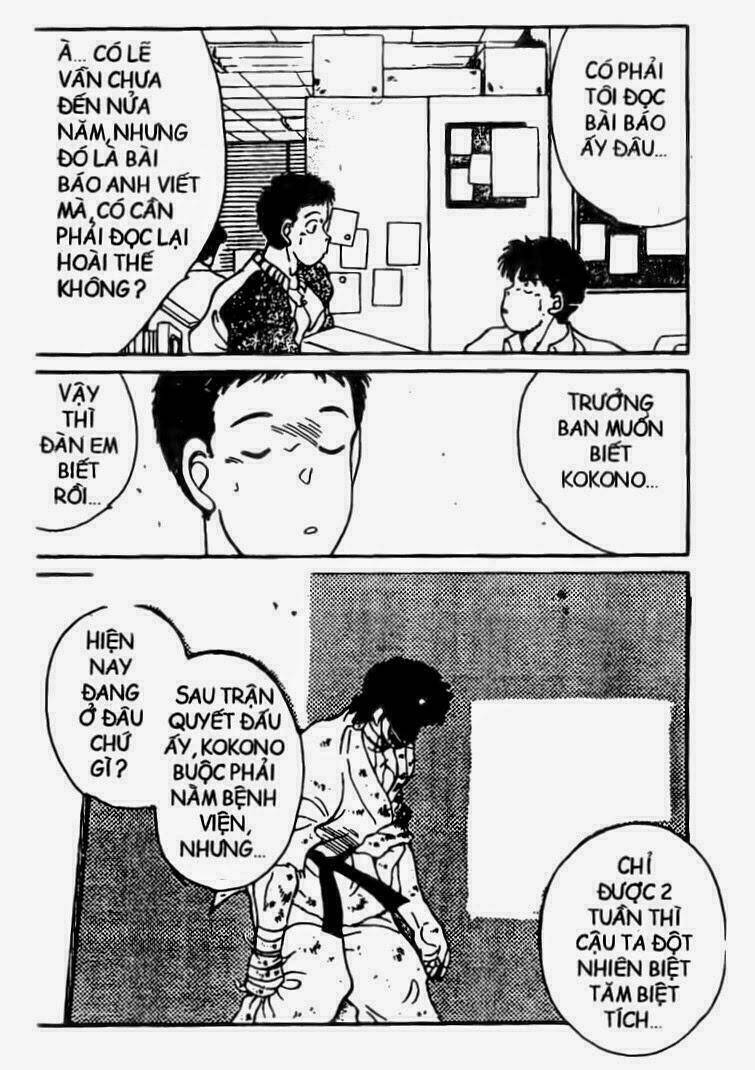 À... CÓ LẼ
VẪN CHƯA
ĐẾN NỬA
NĂM, NHƯNG
ĐÓ LÀ BÀI
BÁO ANH VIẾT
MÀ, CÓ CẦN
PHẢI ĐỌC LẠI
HOÀI THẾ
KHÔNG?
CÓ PHẢI
TÔI ĐỌC
BÀI BÁO
ẤY ĐÂU...
VẬY
THÌ
ĐÀN EM
BIẾT
RỒI...
TRƯỞNG
BAN MUỐN
BIẾT
KOKONO...
HIỆN
NAY
ĐANG
Ở ĐÂU
CHỨ
GÌ?
SAU TRẬN
QUYẾT ĐẤU
ẤY, KOKONO
BUỘC PHẢI
NẰM BỆNH
VIỆN,
NHƯNG...
CHỈ
ĐƯỢC 2
TUẦN THÌ
CẬU TA ĐỘT
NHIÊN BIỆT
TĂM BIỆT
TÍCH...